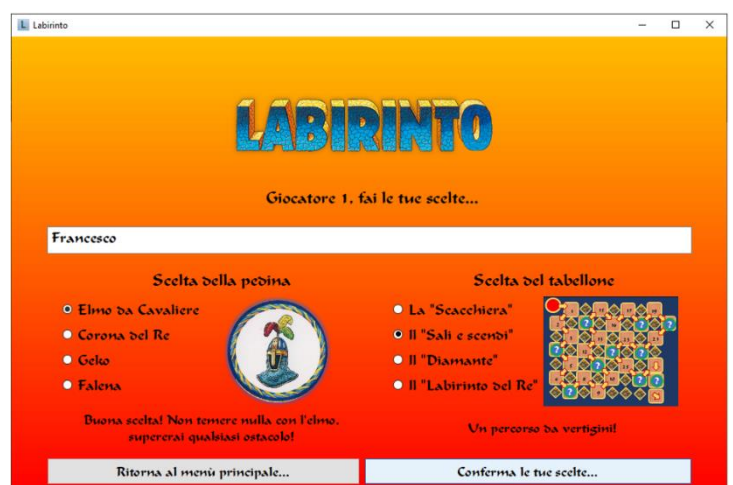 Labirinto
LABIRINTO
Giocatore 1, fai le tue scelte...
Francesco
Scelta della pedina
Elmo da Cavaliere
Corona del Re
Geko
Falena
Buona scelta! Non temere nulla con l'elmo,
supererai qualsiasi ostacolo!
Scelta del tabellone
La "Scacchiera"
Il "Sali e scendi"
Il "Diamante"
Il "Labirinto del Re"
Un percorso da vertigini!
Ritorna al menù principale...
Conferma le tue scelte...